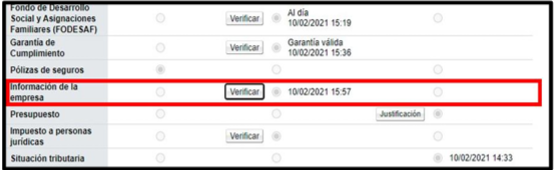 Fondo de Desarrollo
Social y Asignaciones
Familiares (FODESAF)
Verificar
Al día
10/02/2021 15:19
Garantía de
Cumplimiento
Verificar
Garantía válida
10/02/2021 15:36
Pólizas de seguros
Información de la
empresa
Verificar
10/02/2021 15:57
Presupuesto
Justificación
Impuesto a personas
jurídicas
Verificar
Situación tributaria
10/02/2021 14:33